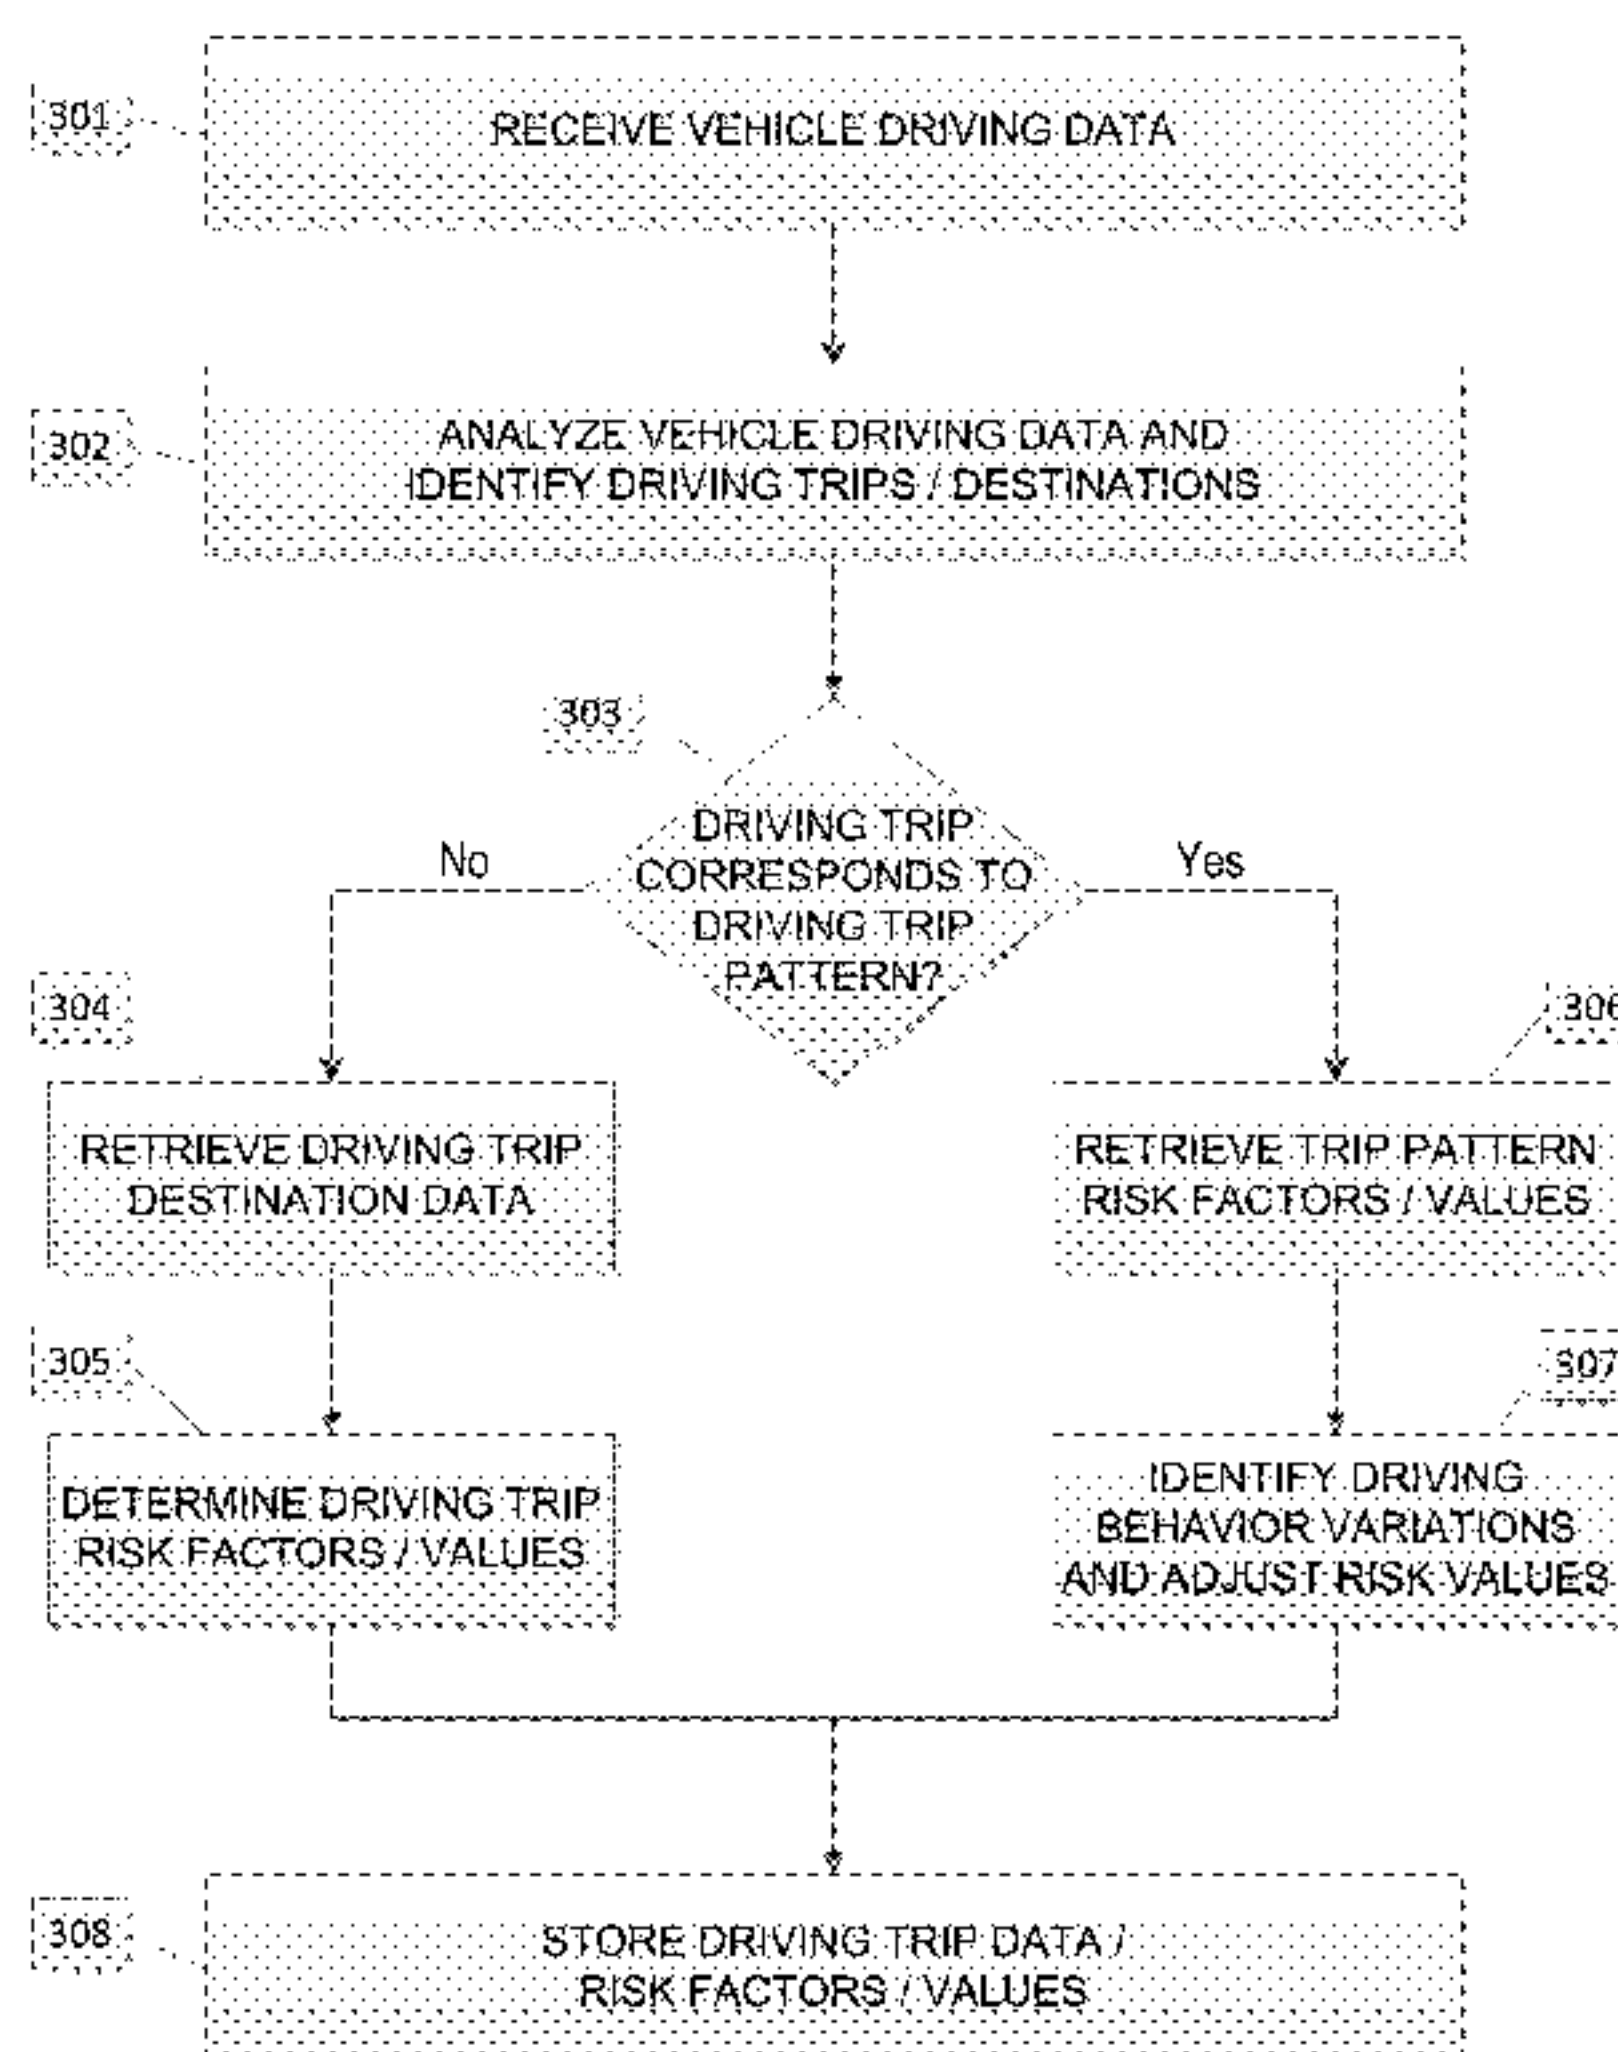 301
RECEIVE VEHICLE DRIVING DATA
302
ANALYZE VEHICLE DRIVING DATA AND
IDENTIFY DRIVING TRIPS / DESTINATIONS
303
DRIVING TRIP
CORRESPONDS TO
DRIVING TRIP
PATTERN?
No
Yes
304
RETRIEVE DRIVING TRIP
DESTINATION DATA
306
RETRIEVE TRIP PATTERN
RISK FACTORS / VALUES
305
DETERMINE DRIVING TRIP
RISK FACTORS / VALUES
307
IDENTIFY DRIVING
BEHAVIOR VARIATIONS
AND ADJUST RISK VALUES
308
STORE DRIVING TRIP DATA /
RISK FACTORS / VALUES